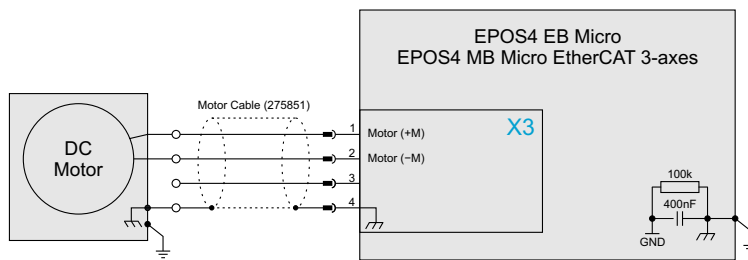 EPOS4 EB Micro
EPOS4 MB Micro EtherCAT 3-axes
Motor Cable (275851)
DC
Motor
1
Motor (+M)
X3
2
Motor (−M)
3
4
100k
400nF
GND